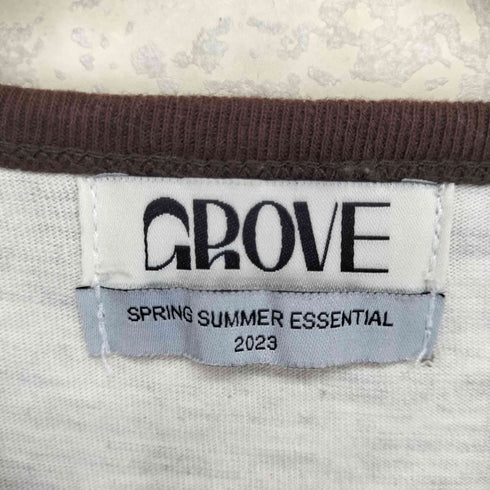 GROVE
SPRING SUMMER ESSENTIAL
2023